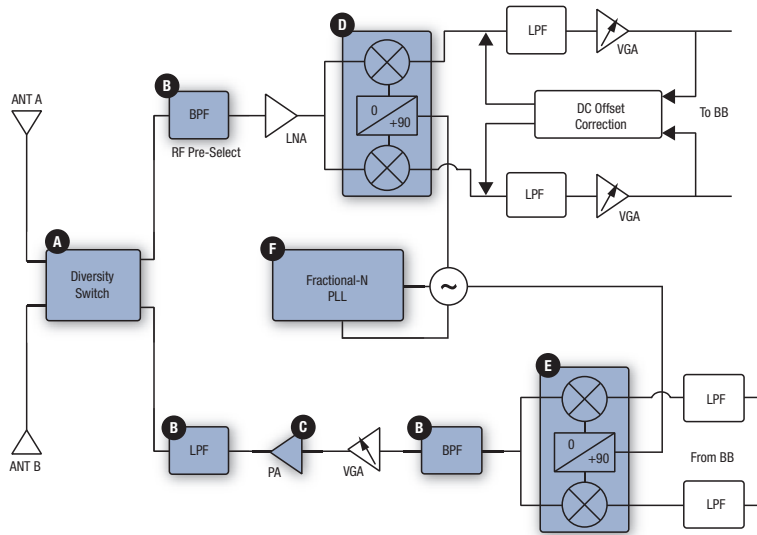 D
LPF
VGA
B
ANT A
BPF
0
+90
DC Offset
Correction
To BB
LNA
RF Pre-Select
LPF
VGA
A
Diversity
Switch
F
Fractional-N
PLL
~
E
LPF
B
C
B
0
+90
LPF
PA
VGA
BPF
From BB
ANT B
LPF